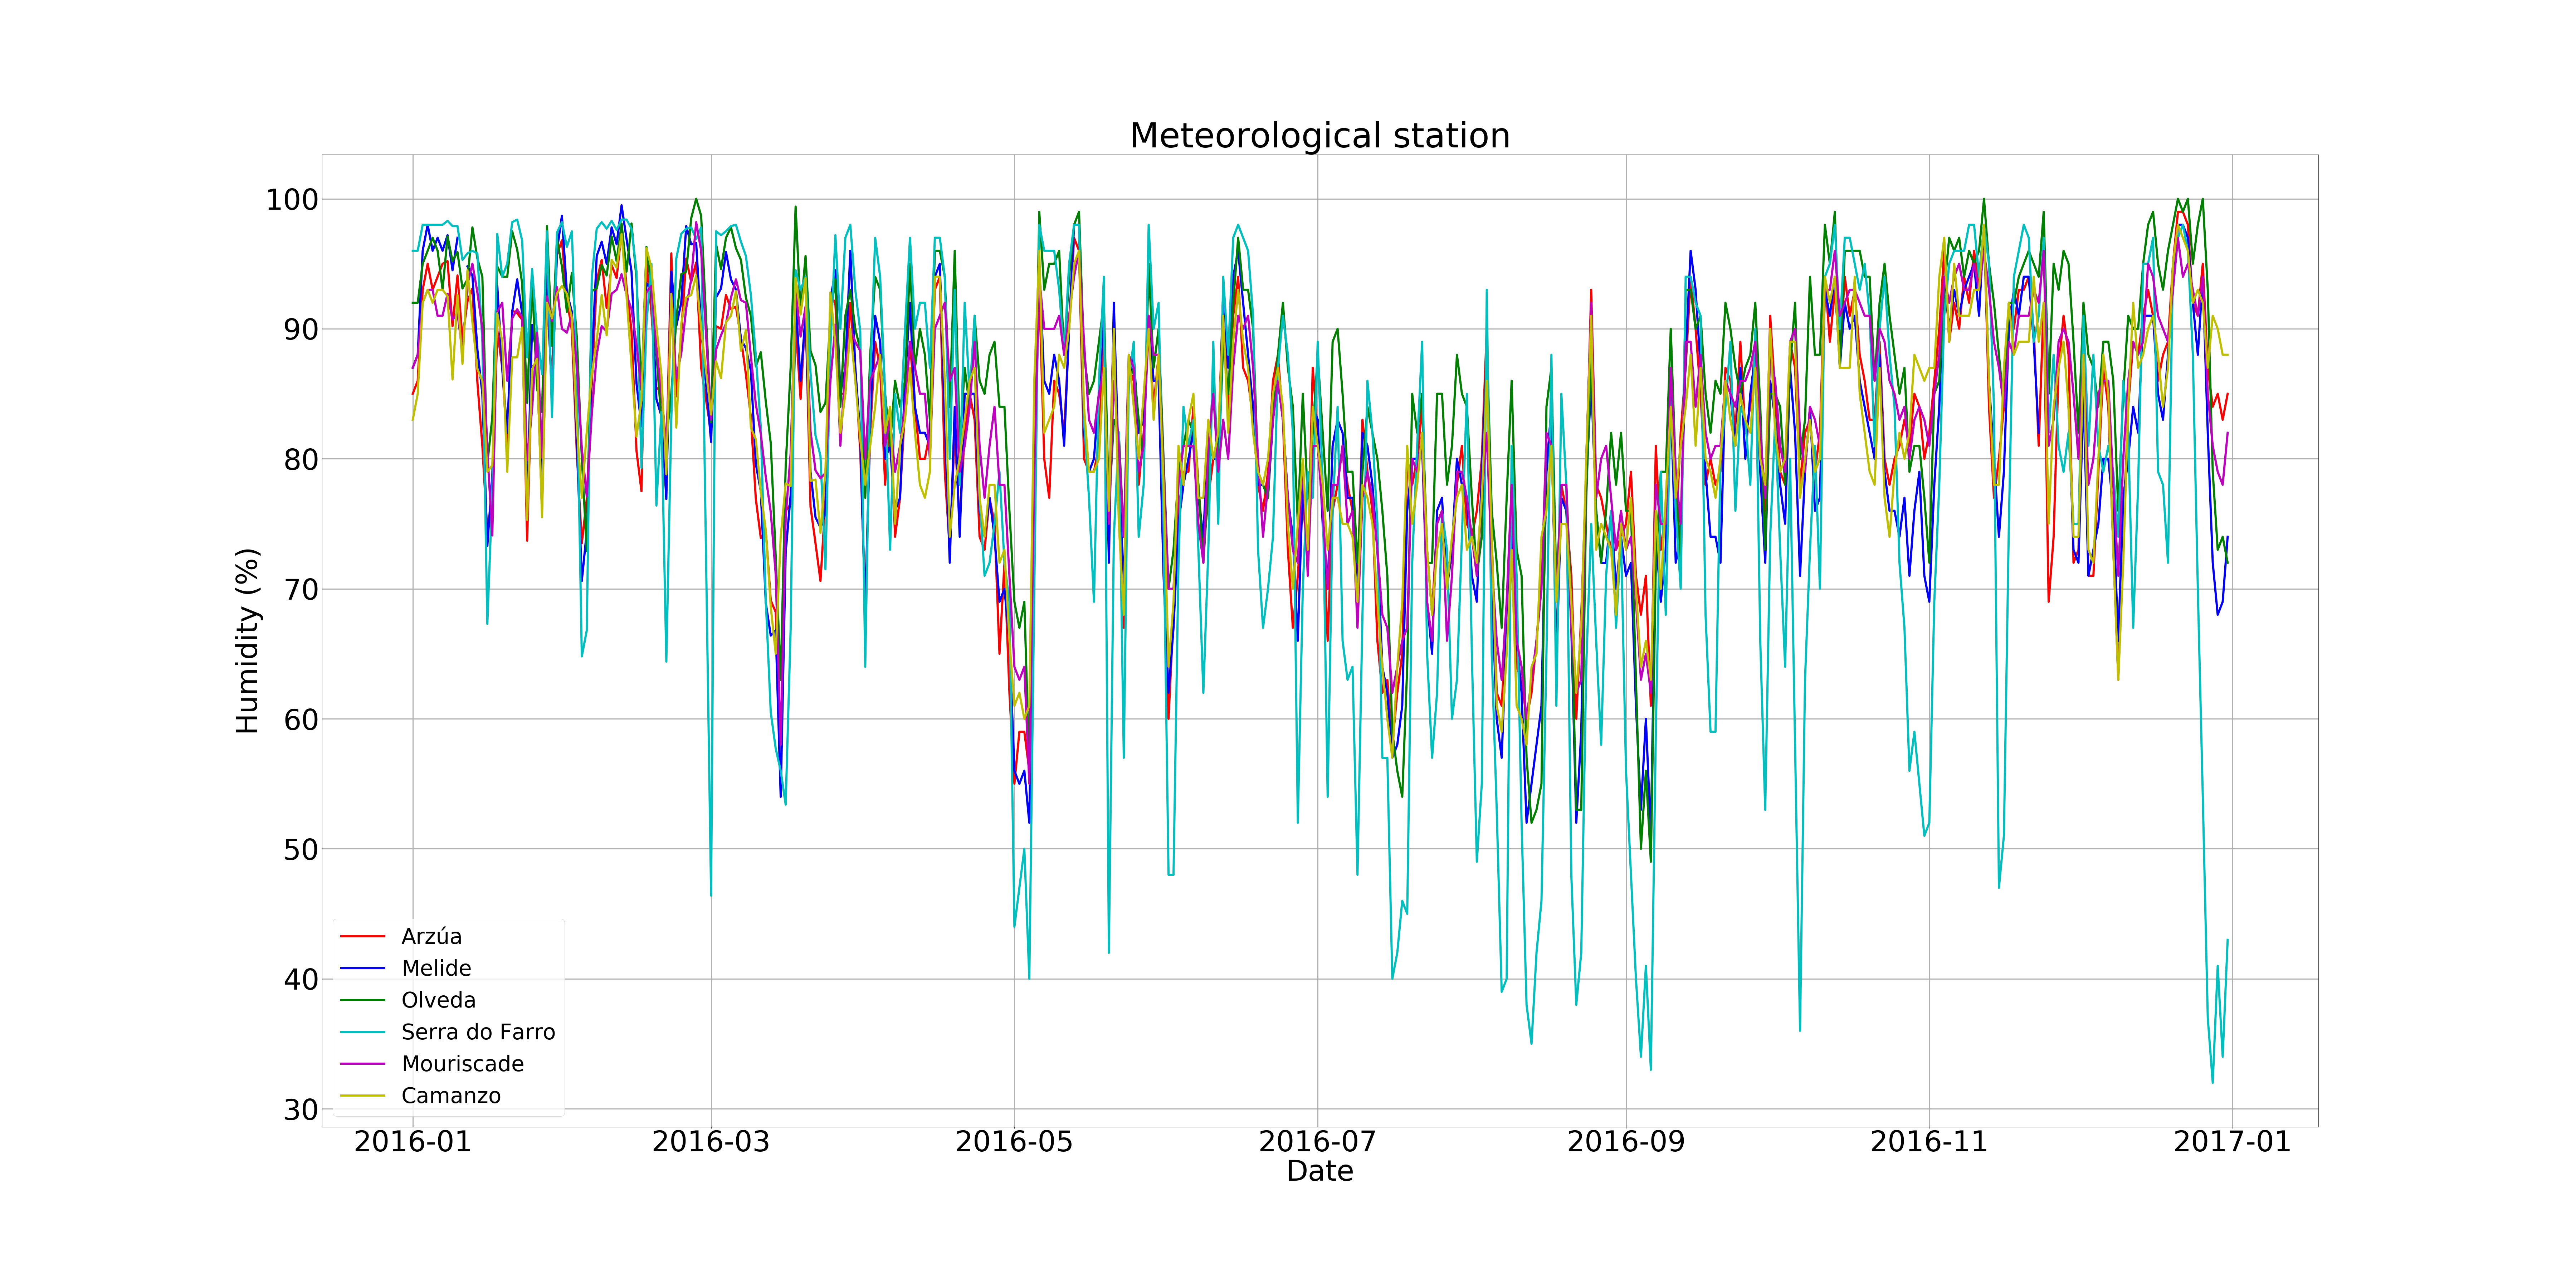 Meteorological station
Humidity (%)
100
90
80
70
60
50
40
30
Arzúa
Melide
Olveda
Serra do Farro
Mouriscade
Camanzo
2016-01 2016-03 2016-05 2016-07 2016-09 2016-11 2017-01
Date